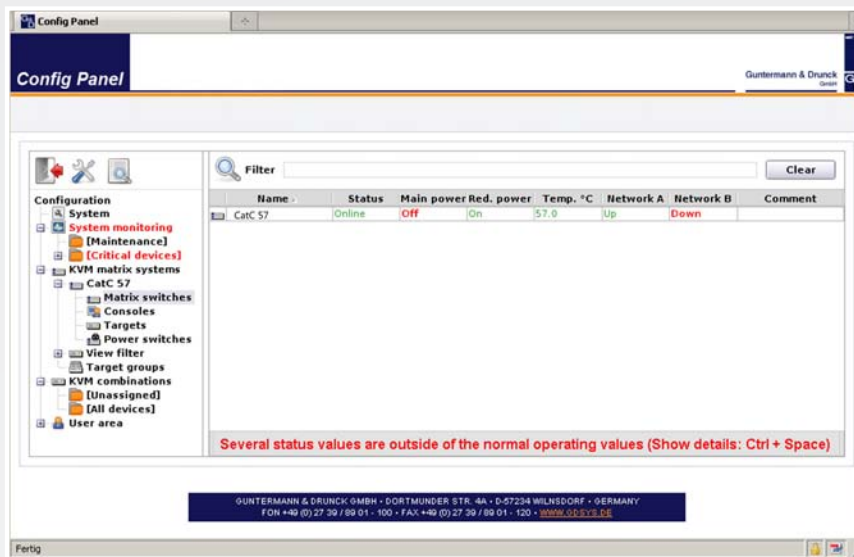 Config Panel
Config Panel
Guntermann & Drunck
GmbH
Filter
Clear
Configuration
System
System monitoring
[Maintenance]
[Critical devices]
KVM matrix systems
CatC 57
Matrix switches
Consoles
Targets
Power switches
View filter
Target groups
KVM combinations
[Unassigned]
[All devices]
User area
Name Status Main power Red. power Temp. °C Network A Network B Comment
CatC 57 Online Off On 57.0 Up Down
Several status values are outside of the normal operating values (Show details: Ctrl + Space)
GUNTERMANN & DRUNCK GMBH • DORTMUNDER STR. 4A • D-57234 WILNSDORF • GERMANY
FON +49 (0) 27 39 / 89 01 - 100 • FAX +49 (0) 27 39 / 89 01 - 120 • WWW.GDSYS.DE
Fertig